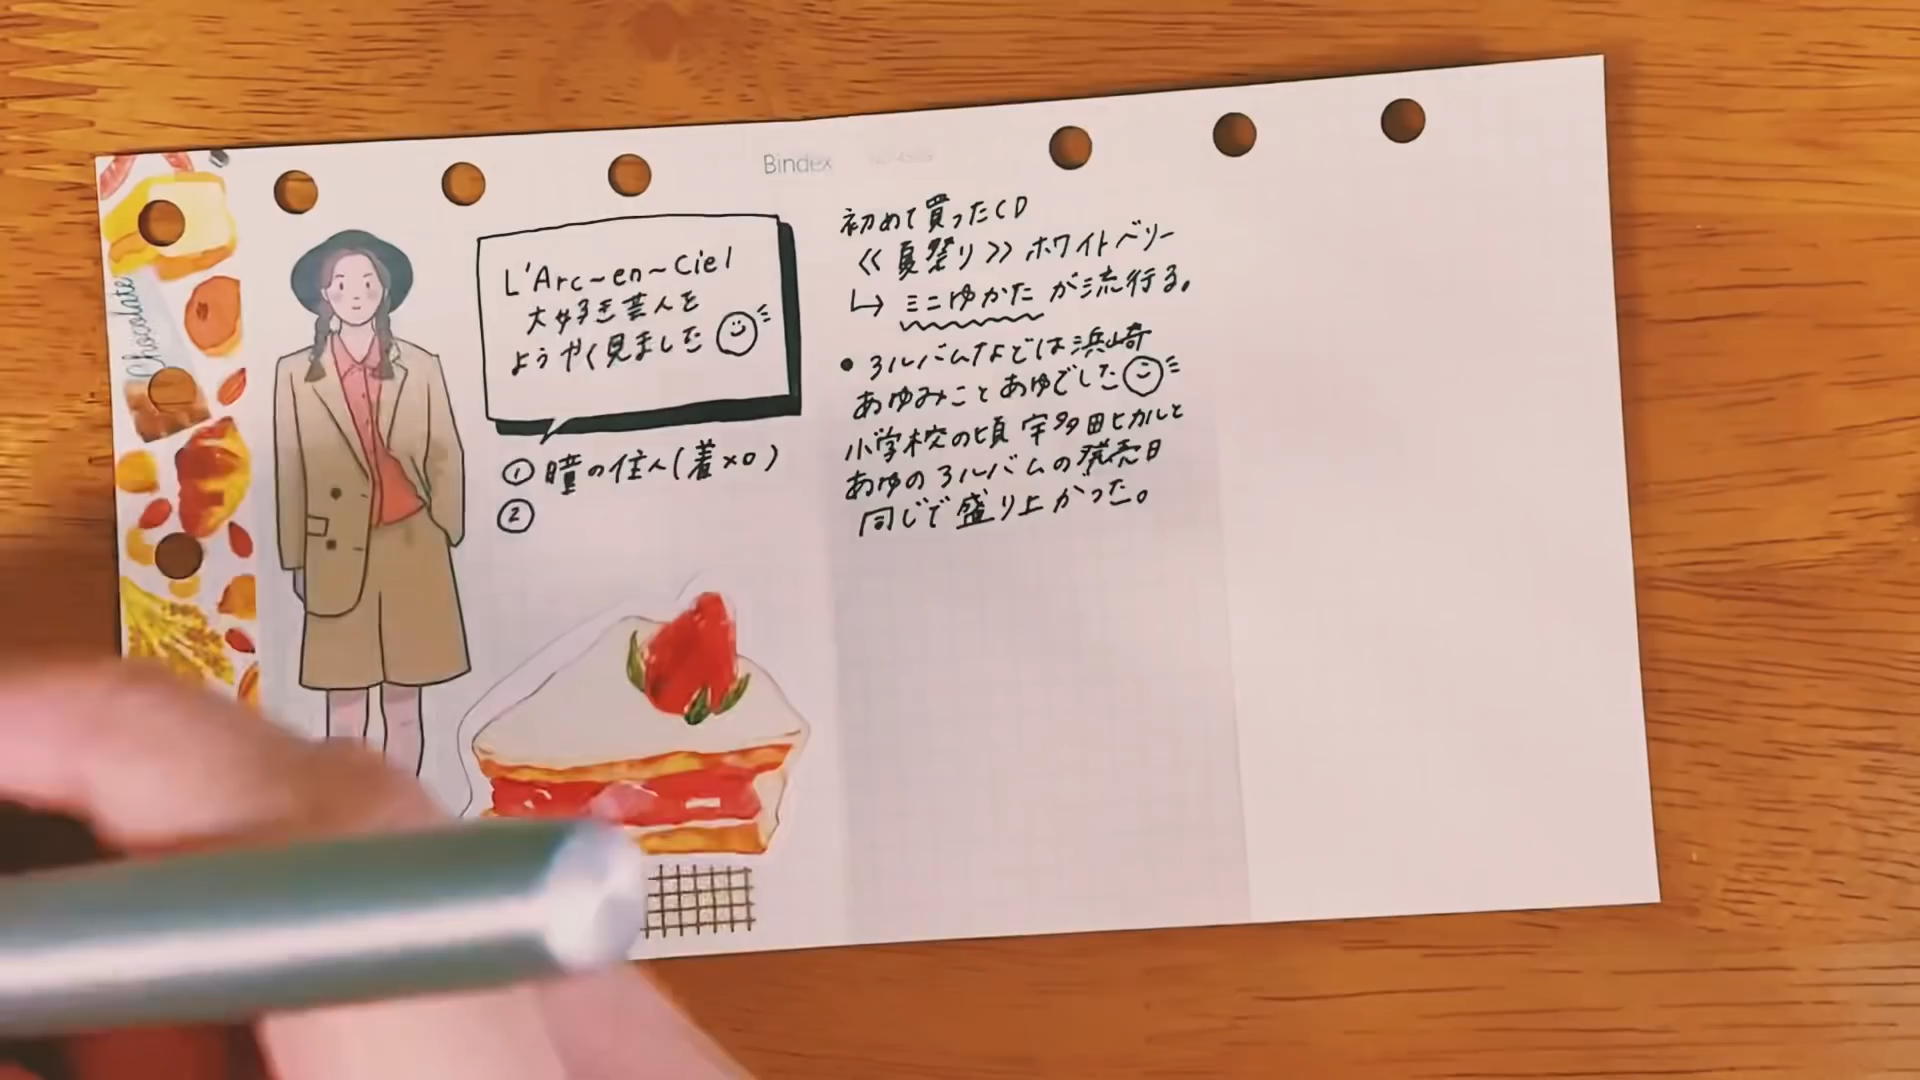 Bindex
Chocolate
L'Arc~en~Ciel
大好き芸人を
ようやく見ました
① 瞳の住人(着×0)
②
初めて買ったCD
《夏祭り》ホワイトベリー
↳ ミニゆかた が流行る。
• アルバムなどは浜崎
あゆみことあゆでした
小学校の頃 宇多田ヒカルと
あゆのアルバムの発売日
同じで盛り上がった。